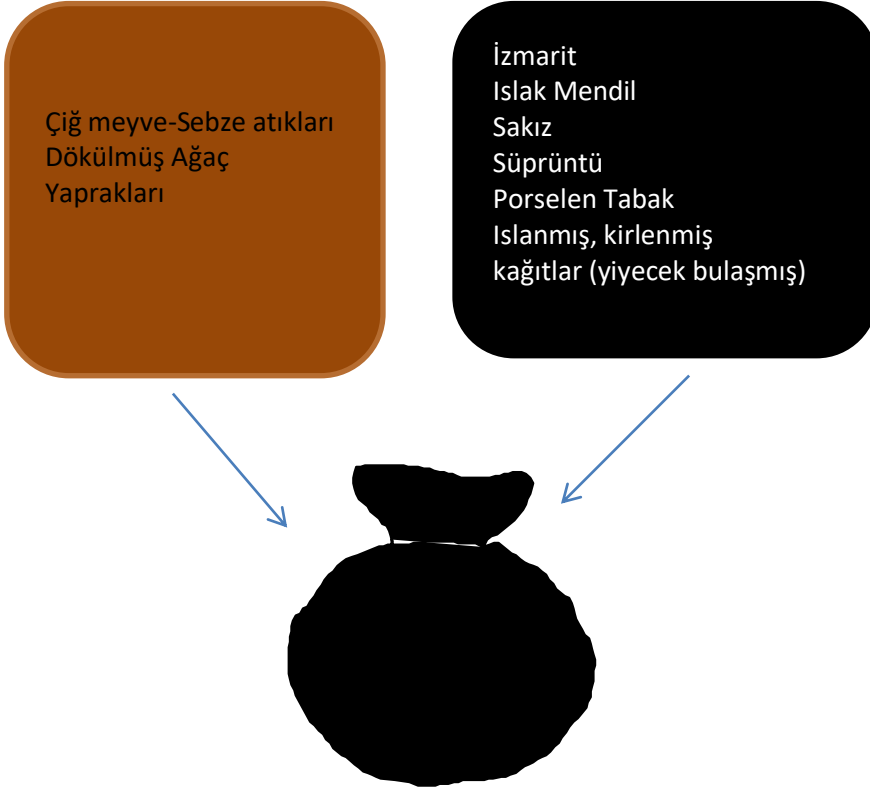 Çiğ meyve-Sebze atıkları
Dökülmüş Ağaç
Yaprakları
İzmarit
Islak Mendil
Sakız
Süprüntü
Porselen Tabak
Islanmış, kirlenmiş
kağıtlar (yiyecek bulaşmış)